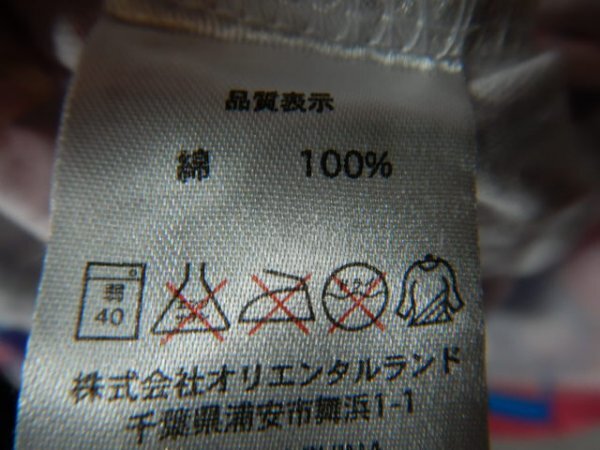 品質表示
綿 100%
弱
40
株式会社オリエンタルランド
千葉県浦安市舞浜1-1